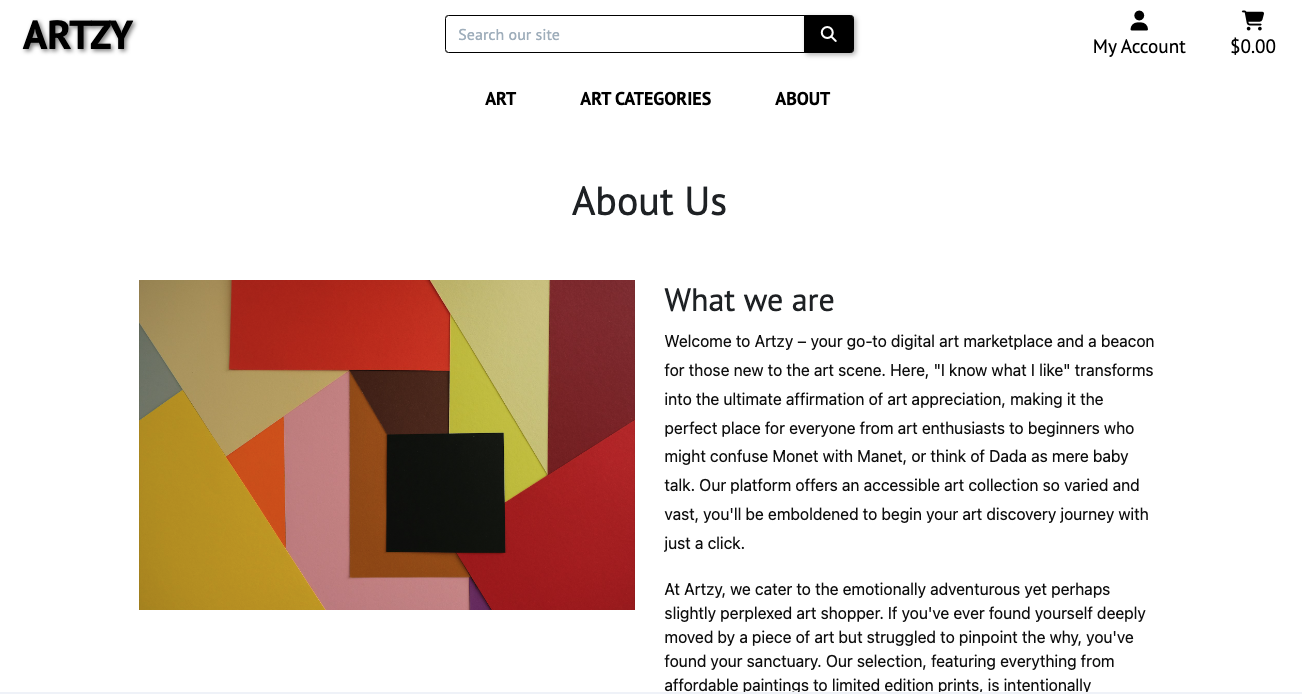 ARTZY
Search our site
My Account
$0.00
ART
ART CATEGORIES
ABOUT
About Us
What we are
Welcome to Artzy – your go-to digital art marketplace and a beacon
for those new to the art scene. Here, "I know what I like" transforms
into the ultimate affirmation of art appreciation, making it the
perfect place for everyone from art enthusiasts to beginners who
might confuse Monet with Manet, or think of Dada as mere baby
talk. Our platform offers an accessible art collection so varied and
vast, you'll be emboldened to begin your art discovery journey with
just a click.
At Artzy, we cater to the emotionally adventurous yet perhaps
slightly perplexed art shopper. If you've ever found yourself deeply
moved by a piece of art but struggled to pinpoint the why, you've
found your sanctuary. Our selection, featuring everything from
affordable paintings to limited edition prints, is intentionally